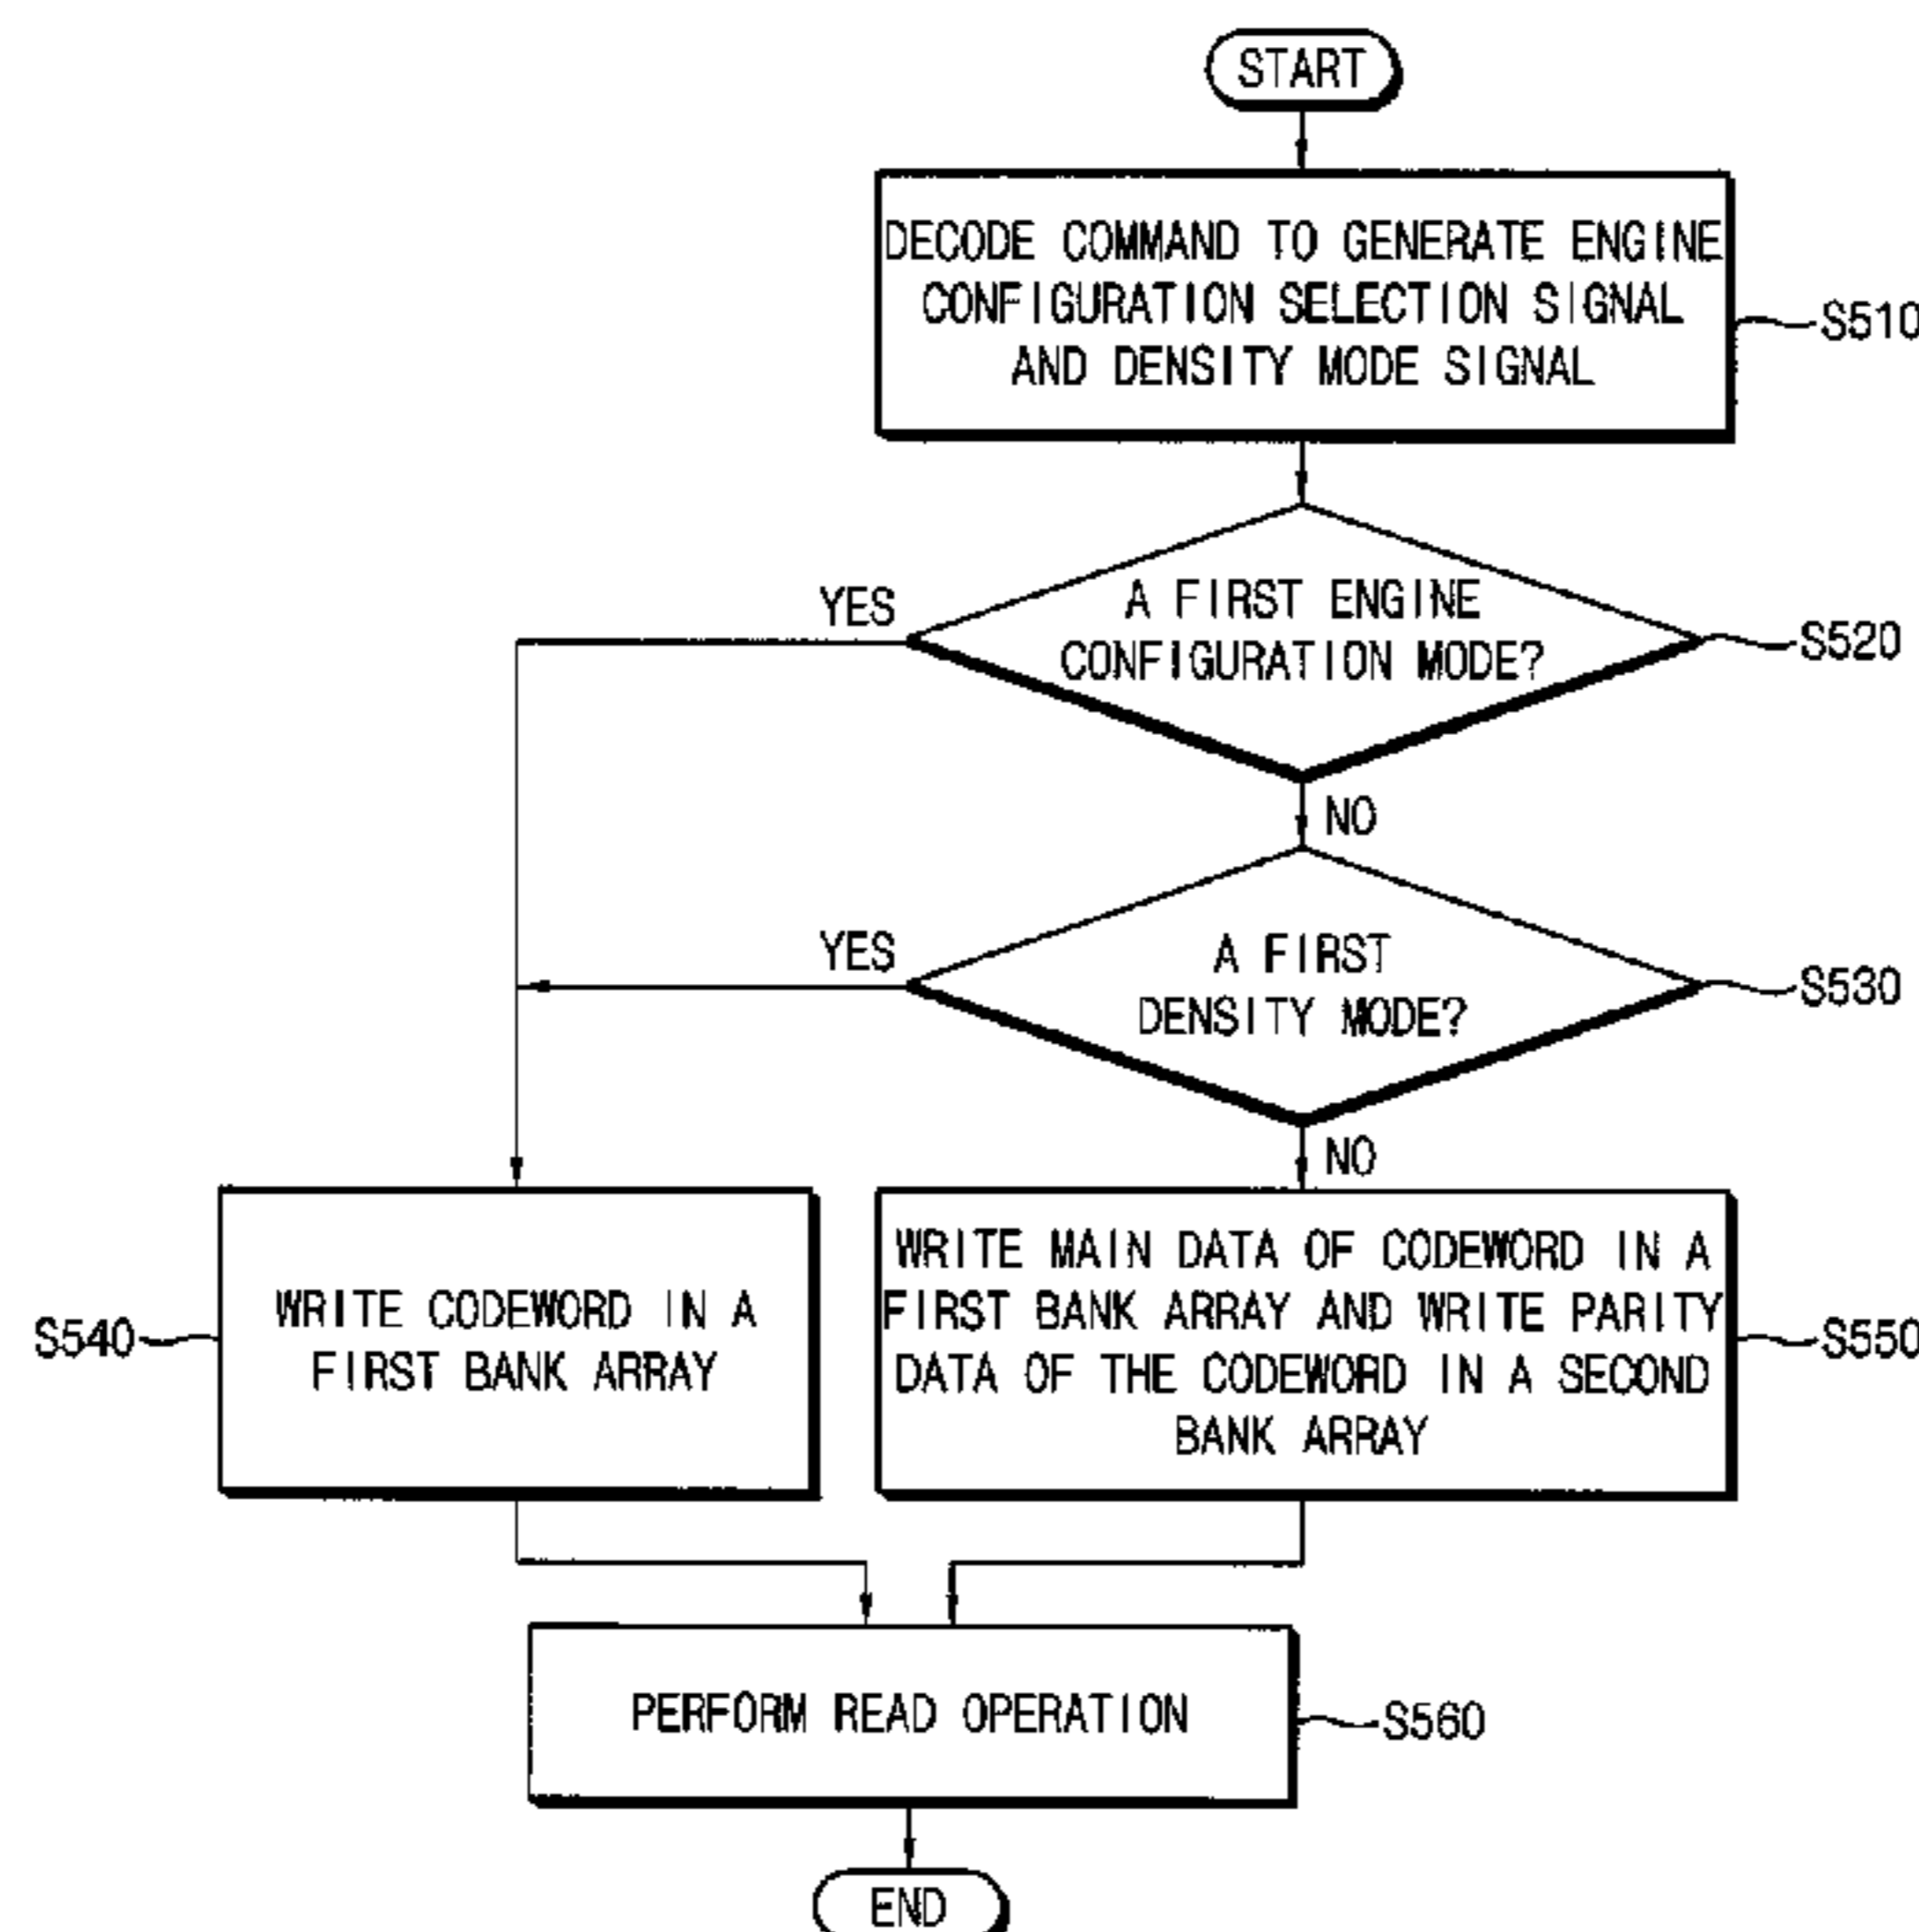 START
DECODE COMMAND TO GENERATE ENGINE
CONFIGURATION SELECTION SIGNAL
AND DENSITY MODE SIGNAL
S510
YES
A FIRST ENGINE
CONFIGURATION MODE?
S520
NO
YES
A FIRST
DENSITY MODE?
S530
NO
S540
WRITE CODEWORD IN A
FIRST BANK ARRAY
WRITE MAIN DATA OF CODEWORD IN A
FIRST BANK ARRAY AND WRITE PARITY
DATA OF THE CODEWORD IN A SECOND
BANK ARRAY
S550
PERFORM READ OPERATION
S560
END